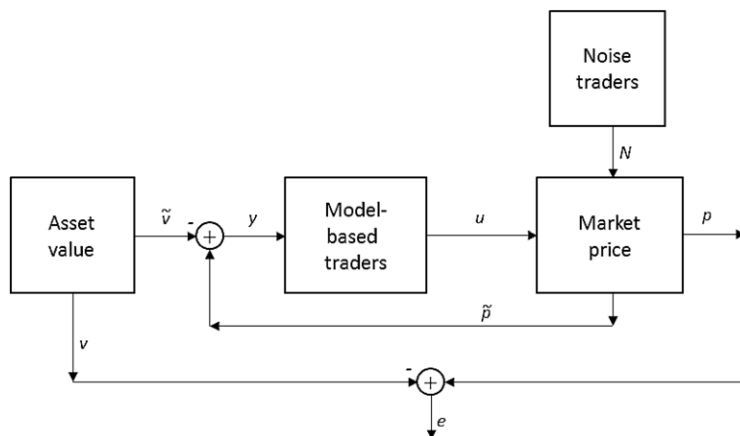 Noise
traders
N
Asset
value
ṽ
-
+
y
Model-
based
traders
u
Market
price
p
p̃
v
-
+
e